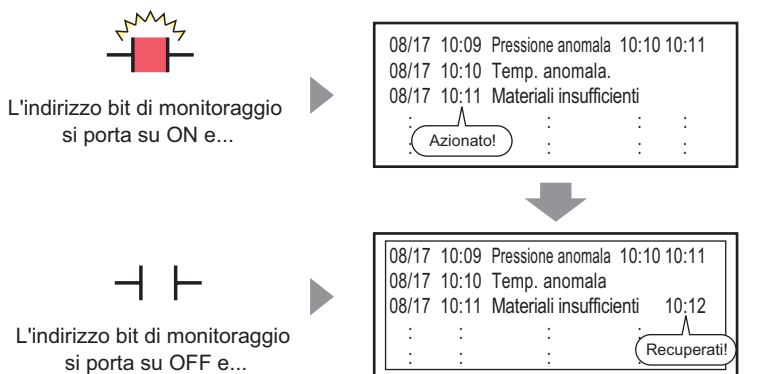 L'indirizzo bit di monitoraggio
si porta su ON e...
08/17 10:09 Pressione anomala 10:10 10:11
08/17 10:10 Temp. anomala.
08/17 10:11 Materiali insufficienti
: : : : :
Azionato!
: : : : :
L'indirizzo bit di monitoraggio
si porta su OFF e...
08/17 10:09 Pressione anomala 10:10 10:11
08/17 10:10 Temp. anomala
08/17 10:11 Materiali insufficienti 10:12
: : : :
Recuperati!
: : : :